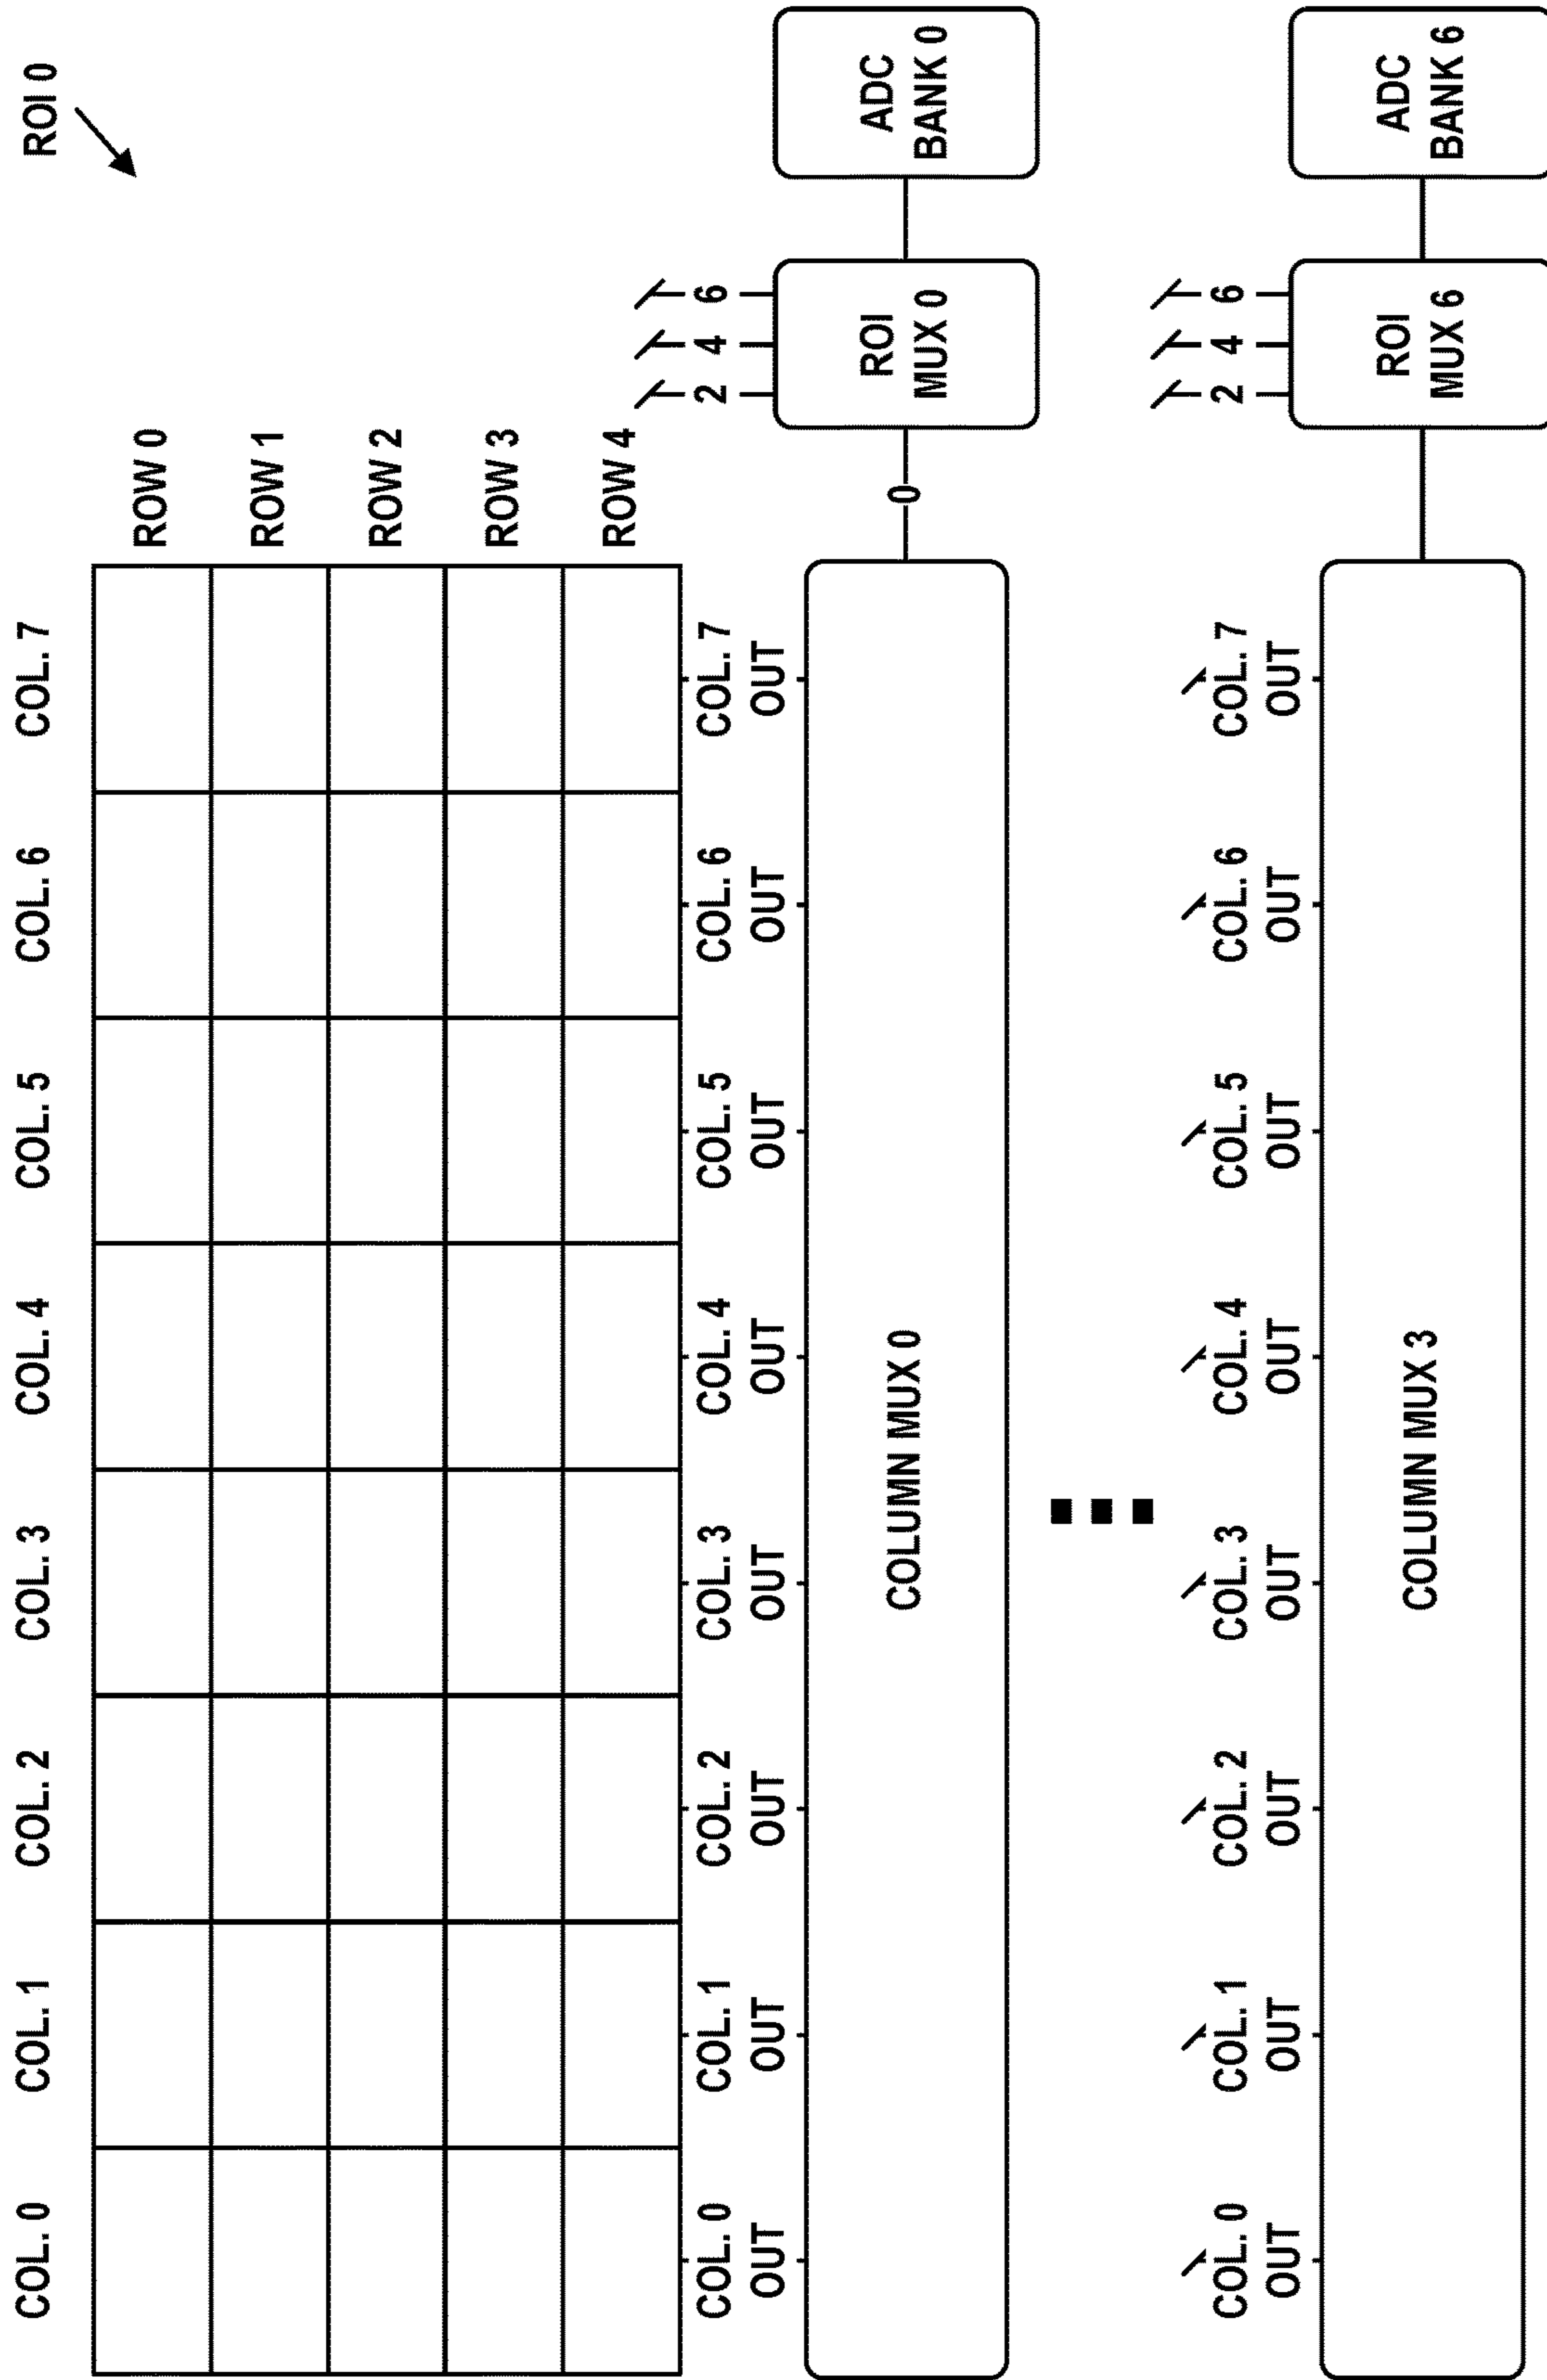 ROI 0
COL. 0 COL. 1 COL. 2 COL. 3 COL. 4 COL. 5 COL. 6 COL. 7
ROW 0
ROW 1
ROW 2
ROW 3
ROW 4
COL. 0 COL. 1 COL. 2 COL. 3 COL. 4 COL. 5 COL. 6 COL. 7
OUT OUT OUT OUT OUT OUT OUT OUT
2 4 6
COLUMN MUX 0
0
ROI
MUX 0
ADC
BANK 0
COL. 0 COL. 1 COL. 2 COL. 3 COL. 4 COL. 5 COL. 6 COL. 7
OUT OUT OUT OUT OUT OUT OUT OUT
2 4 6
COLUMN MUX 3
ROI
MUX 6
ADC
BANK 6